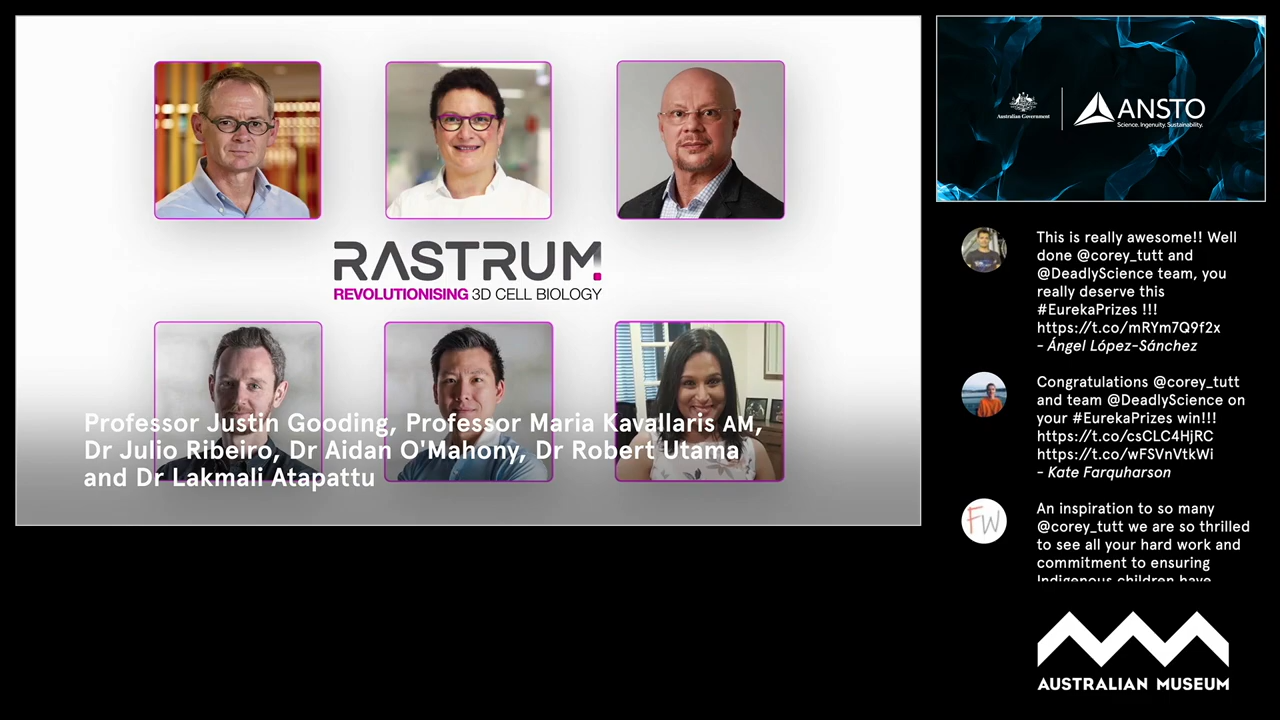 RASTRUM
REVOLUTIONISING 3D CELL BIOLOGY
Professor Justin Gooding, Professor Maria Kavallaris AM,
Dr Julio Ribeiro, Dr Aidan O'Mahony, Dr Robert Utama
and Dr Lakmali Atapattu
Australian Government
ANSTO
Science. Ingenuity. Sustainability.
This is really awesome!! Well
done @corey_tutt and
@DeadlyScience team, you
really deserve this
#EurekaPrizes !!!
https://t.co/mRYm7Q9f2x
- Ángel López-Sánchez
Congratulations @corey_tutt
and team @DeadlyScience on
your #EurekaPrizes win!!!
https://t.co/csCLC4HjRC
https://t.co/wFSVnVtkWi
- Kate Farquharson
FW
An inspiration to so many
@corey_tutt we are so thrilled
to see all your hard work and
commitment to ensuring
Indigenous children have
AUSTRALIAN MUSEUM